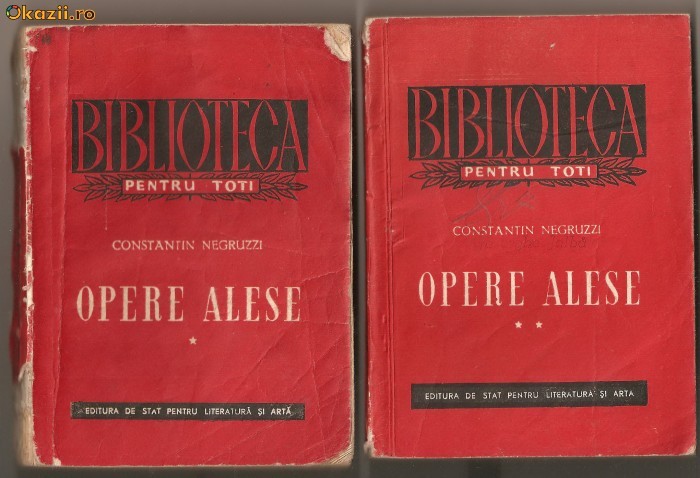 Okazii.ro
BIBLIOTECA
PENTRU TOTI
CONSTANTIN NEGRUZZI
OPERE ALESE
*
EDITURA DE STAT PENTRU LITERATURĂ ȘI ARTĂ
BIBLIOTECA
PENTRU TOTI
CONSTANTIN NEGRUZZI
OPERE ALESE
* *
EDITURA DE STAT PENTRU LITERATURĂ ȘI ARTA